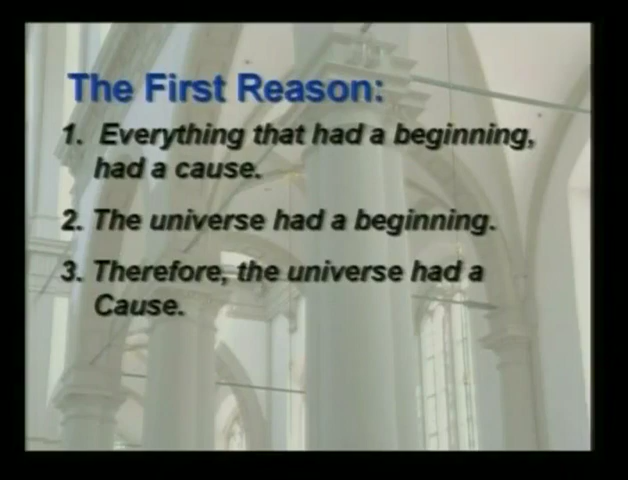 The First Reason:
1. Everything that had a beginning,
had a cause.
2. The universe had a beginning.
3. Therefore, the universe had a
Cause.